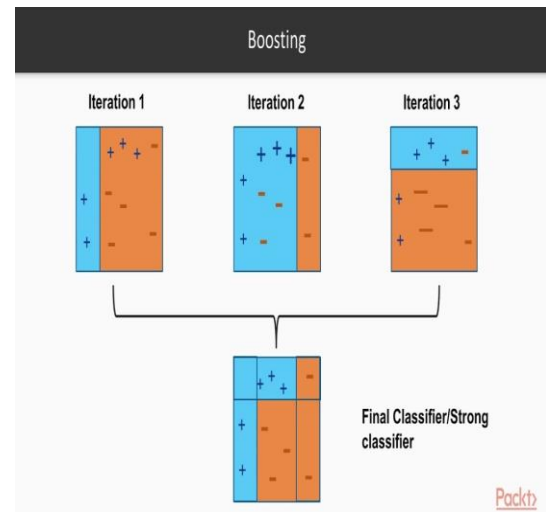 Boosting
Iteration 1
Iteration 2
Iteration 3
Final Classifier/Strong
classifier
Packt>